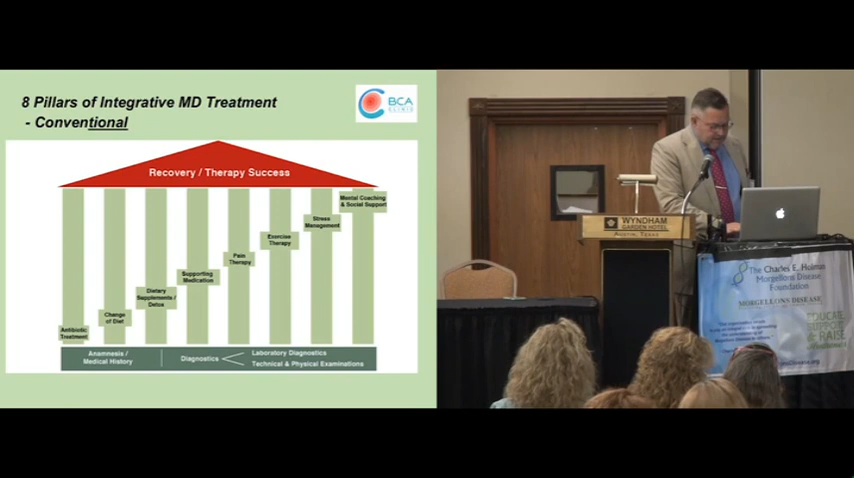 8 Pillars of Integrative MD Treatment
- Conventional
BCA
CLINIC
Recovery / Therapy Success
Mental Coaching
& Social Support
Stress
Management
Exercise
Therapy
Pain
Therapy
Supporting
Medication
Dietary
Supplements /
Detox
Change
of Diet
Antibiotic
Treatment
Anamnesis /
Medical History
Diagnostics
Laboratory Diagnostics
Technical & Physical Examinations
WYNDHAM
GARDEN HOTEL
AUSTIN, TEXAS
The Charles E. Holman
Morgellons Disease
Foundation
MORGELLONS DISEASE
EDUCATE
SUPPORT
& RAISE